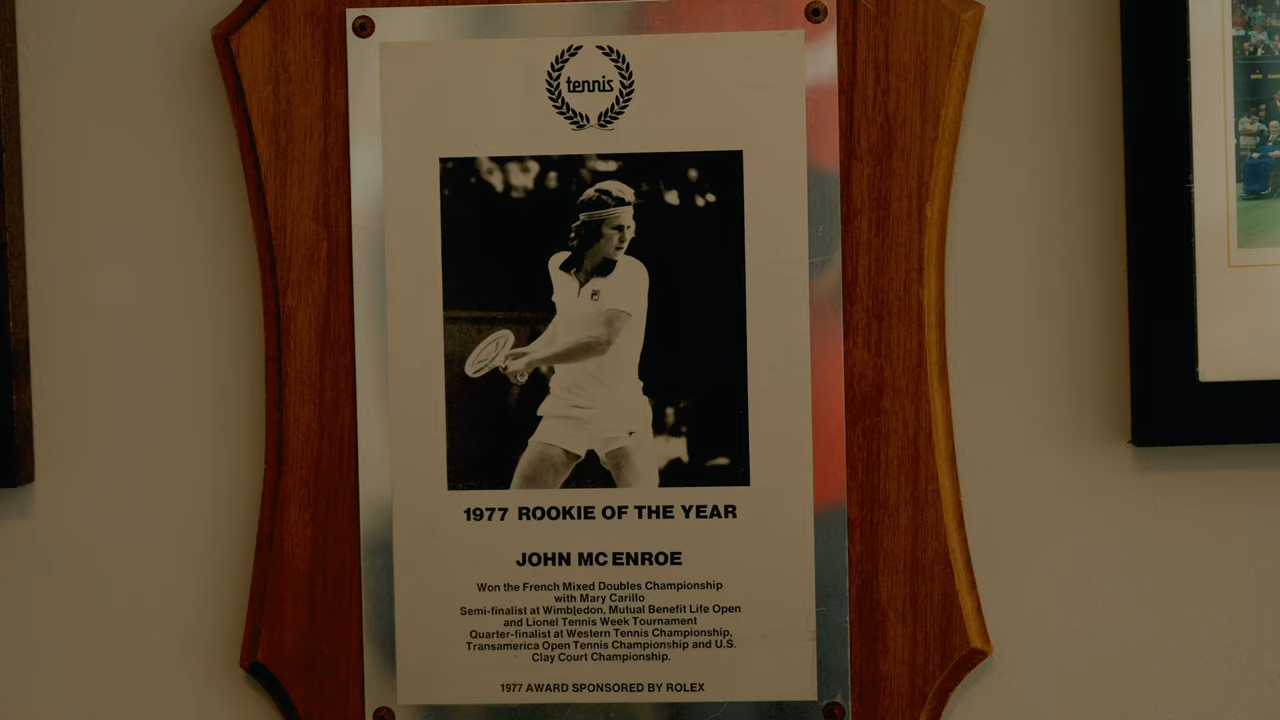 tennis
1977 ROOKIE OF THE YEAR
JOHN MC ENROE
Won the French Mixed Doubles Championship
with Mary Carillo
Semi-finalist at Wimbledon, Mutual Benefit Life Open
and Lionel Tennis Week Tournament
Quarter-finalist at Western Tennis Championship,
Transamerica Open Tennis Championship and U.S.
Clay Court Championship.
1977 AWARD SPONSORED BY ROLEX